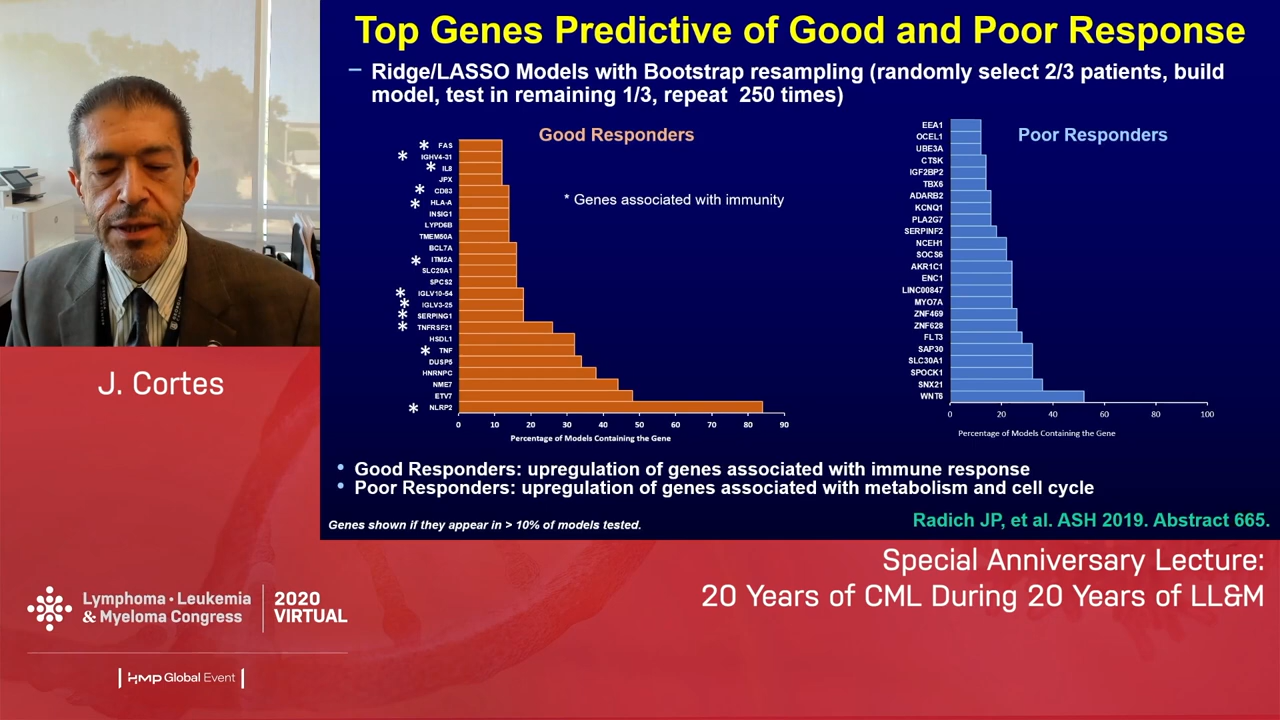 Top Genes Predictive of Good and Poor Response
– Ridge/LASSO Models with Bootstrap resampling (randomly select 2/3 patients, build
model, test in remaining 1/3, repeat 250 times)
Good Responders
* Genes associated with immunity
* FAS
* IGHV4-31
* IL8
JPX
* CD83
* HLA-A
INSIG1
LYPD6B
TMEM50A
BCL7A
* ITM2A
SLC20A1
SPCS2
* IGLV10-54
* IGLV3-25
* SERPING1
* TNFRSF21
HSDL1
* TNF
DUSP5
HNRNPC
NME7
ETV7
* NLRP2
0 10 20 30 40 50 60 70 80 90
Percentage of Models Containing the Gene
Poor Responders
EEA1
OCEL1
UBE3A
CTSK
IGF2BP2
TBX6
ADARB2
KCNQ1
PLA2G7
SERPINF2
NCEH1
SOCS6
AKR1C1
ENC1
LINC00847
MYO7A
ZNF469
ZNF628
FLT3
SAP30
SLC30A1
SPOCK1
SNX21
WNT6
0 20 40 60 80 100
Percentage of Models Containing the Gene
• Good Responders: upregulation of genes associated with immune response
• Poor Responders: upregulation of genes associated with metabolism and cell cycle
Genes shown if they appear in > 10% of models tested.
Radich JP, et al. ASH 2019. Abstract 665.
J. Cortes
Special Anniversary Lecture:
20 Years of CML During 20 Years of LL&M
Lymphoma • Leukemia
& Myeloma Congress
2020
VIRTUAL
HMP Global Event